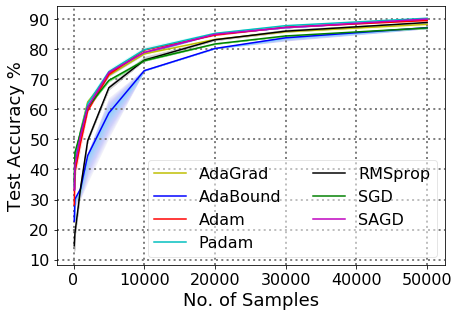 Test Accuracy %
90
80
70
60
50
40
30
20
10
AdaGrad
AdaBound
Adam
Padam
RMSprop
SGD
SAGD
0 10000 20000 30000 40000 50000
No. of Samples